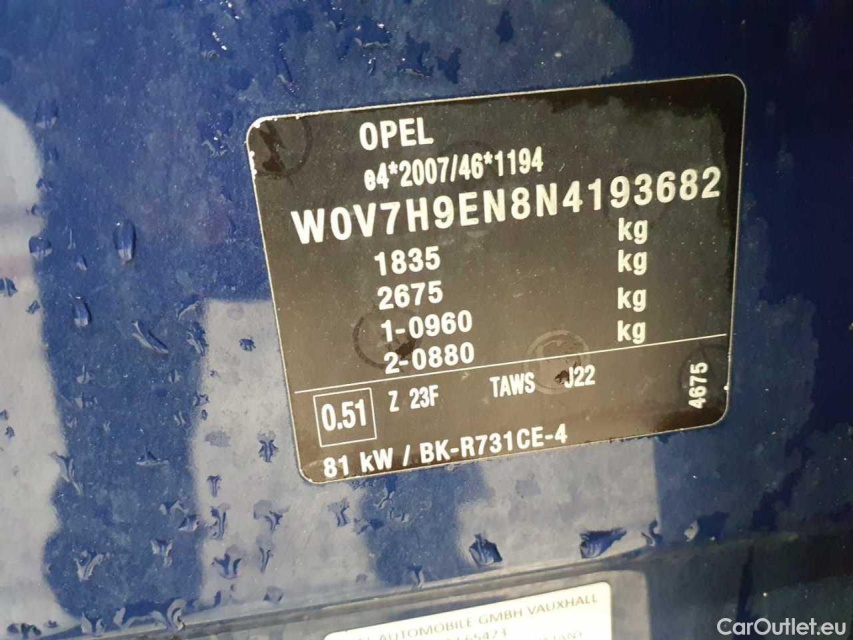 OPEL
e4*2007/46*1194
W0V7H9EN8N4193682
kg
1835 kg
2675 kg
1-0960 kg
2-0880
0.51 Z 23F TAWS J22 4675
81 kW / BK-R731CE-4
AUTOMOBILE GMBH VAUXHALL
CarOutlet.eu